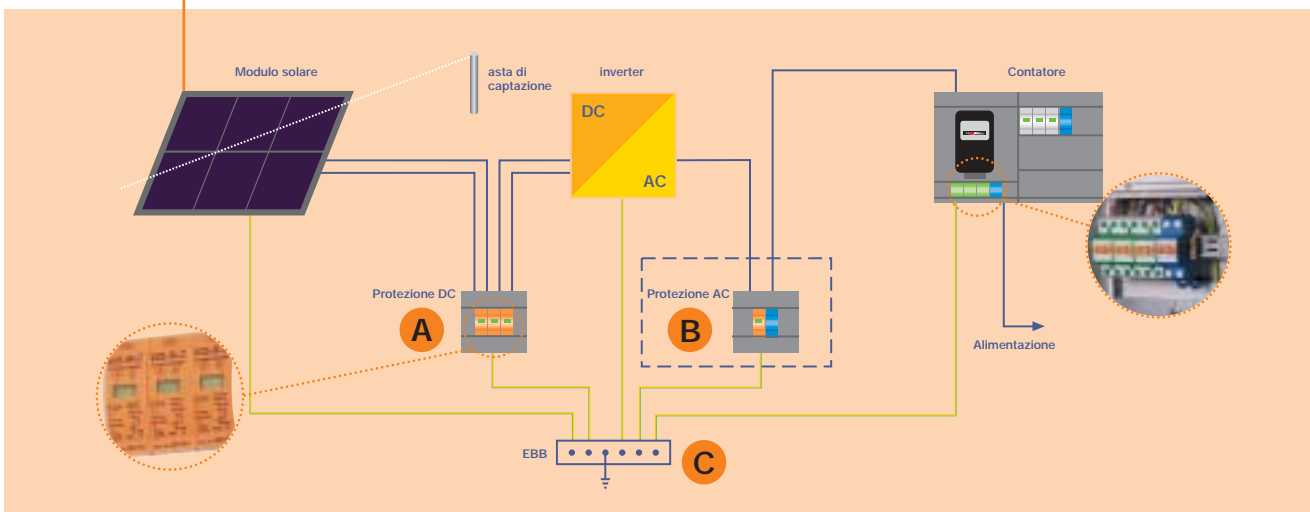 Modulo solare
asta di
captazione
inverter
Contatore
DC
AC
Protezione DC
A
Protezione AC
B
Alimentazione
EBB
C